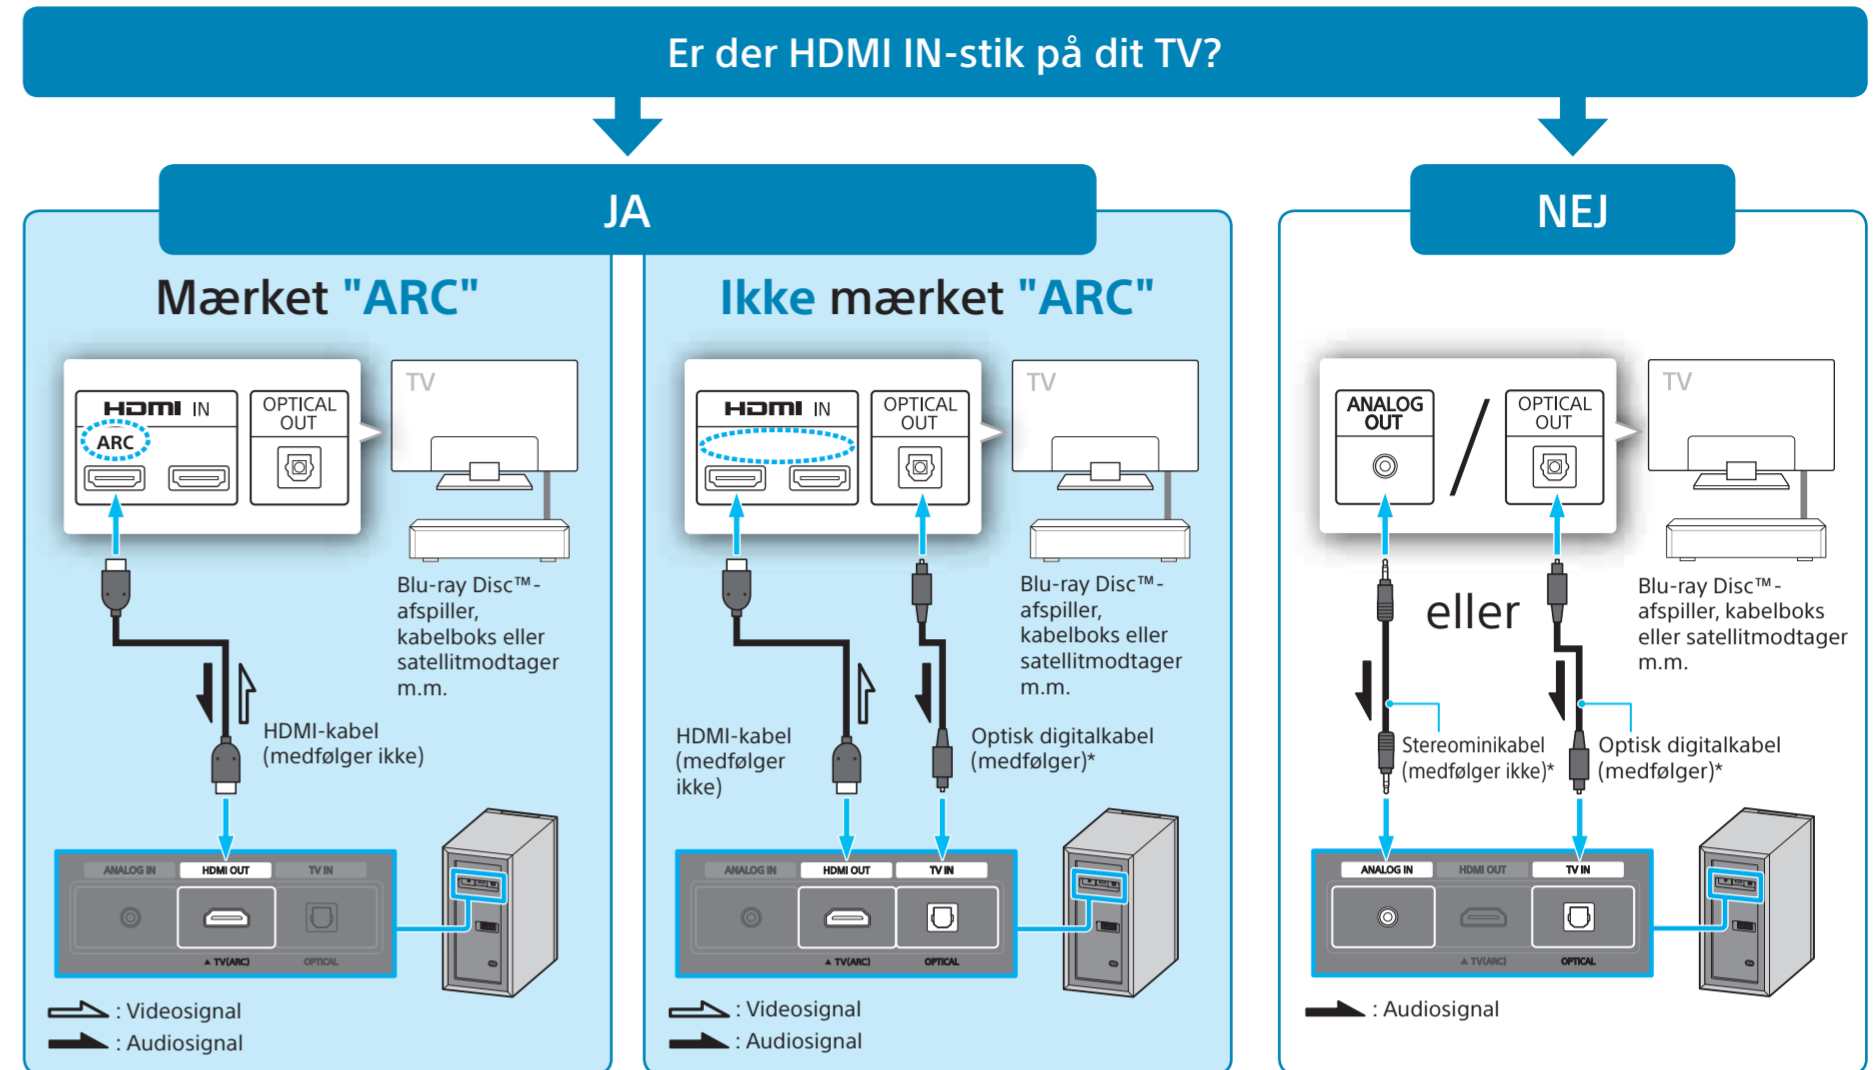 Er der HDMI IN-stik på dit TV?
JA
Mærket "ARC"
HDMI IN
ARC
OPTICAL
OUT
TV
Blu-ray Disc™-
afspiller,
kabelboks eller
satellitmodtager
m.m.
HDMI-kabel
(medfølger ikke)
ANALOG IN
HDMI OUT
TV IN
▲ TV(ARC)
OPTICAL
: Videosignal
: Audiosignal
Ikke mærket "ARC"
HDMI IN
OPTICAL
OUT
TV
Blu-ray Disc™-
afspiller,
kabelboks eller
satellitmodtager
m.m.
HDMI-kabel
(medfølger
ikke)
Optisk digitalkabel
(medfølger)*
ANALOG IN
HDMI OUT
TV IN
▲ TV(ARC)
OPTICAL
: Videosignal
: Audiosignal
NEJ
ANALOG
OUT
/
OPTICAL
OUT
TV
eller
Blu-ray Disc™-
afspiller, kabelboks
eller satellitmodtager
m.m.
Stereominikabel
(medfølger ikke)*
Optisk digitalkabel
(medfølger)*
ANALOG IN
HDMI OUT
TV IN
▲ TV(ARC)
OPTICAL
: Audiosignal